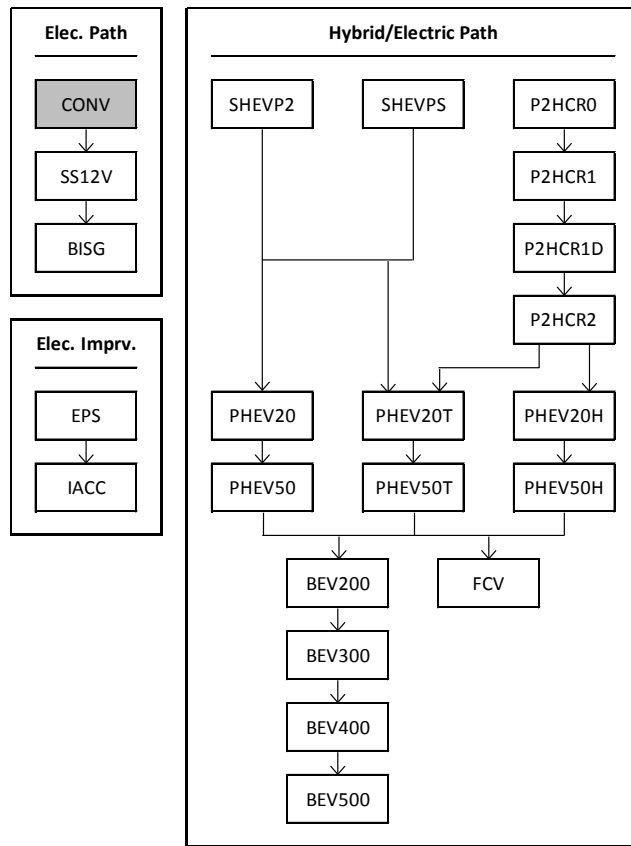 Elec. Path
CONV
SS12V
BISG
Elec. Imprv.
EPS
IACC
Hybrid/Electric Path
SHEVP2 SHEVPS P2HCR0
P2HCR1
P2HCR1D
P2HCR2
PHEV20 PHEV20T PHEV20H
PHEV50 PHEV50T PHEV50H
BEV200 FCV
BEV300
BEV400
BEV500